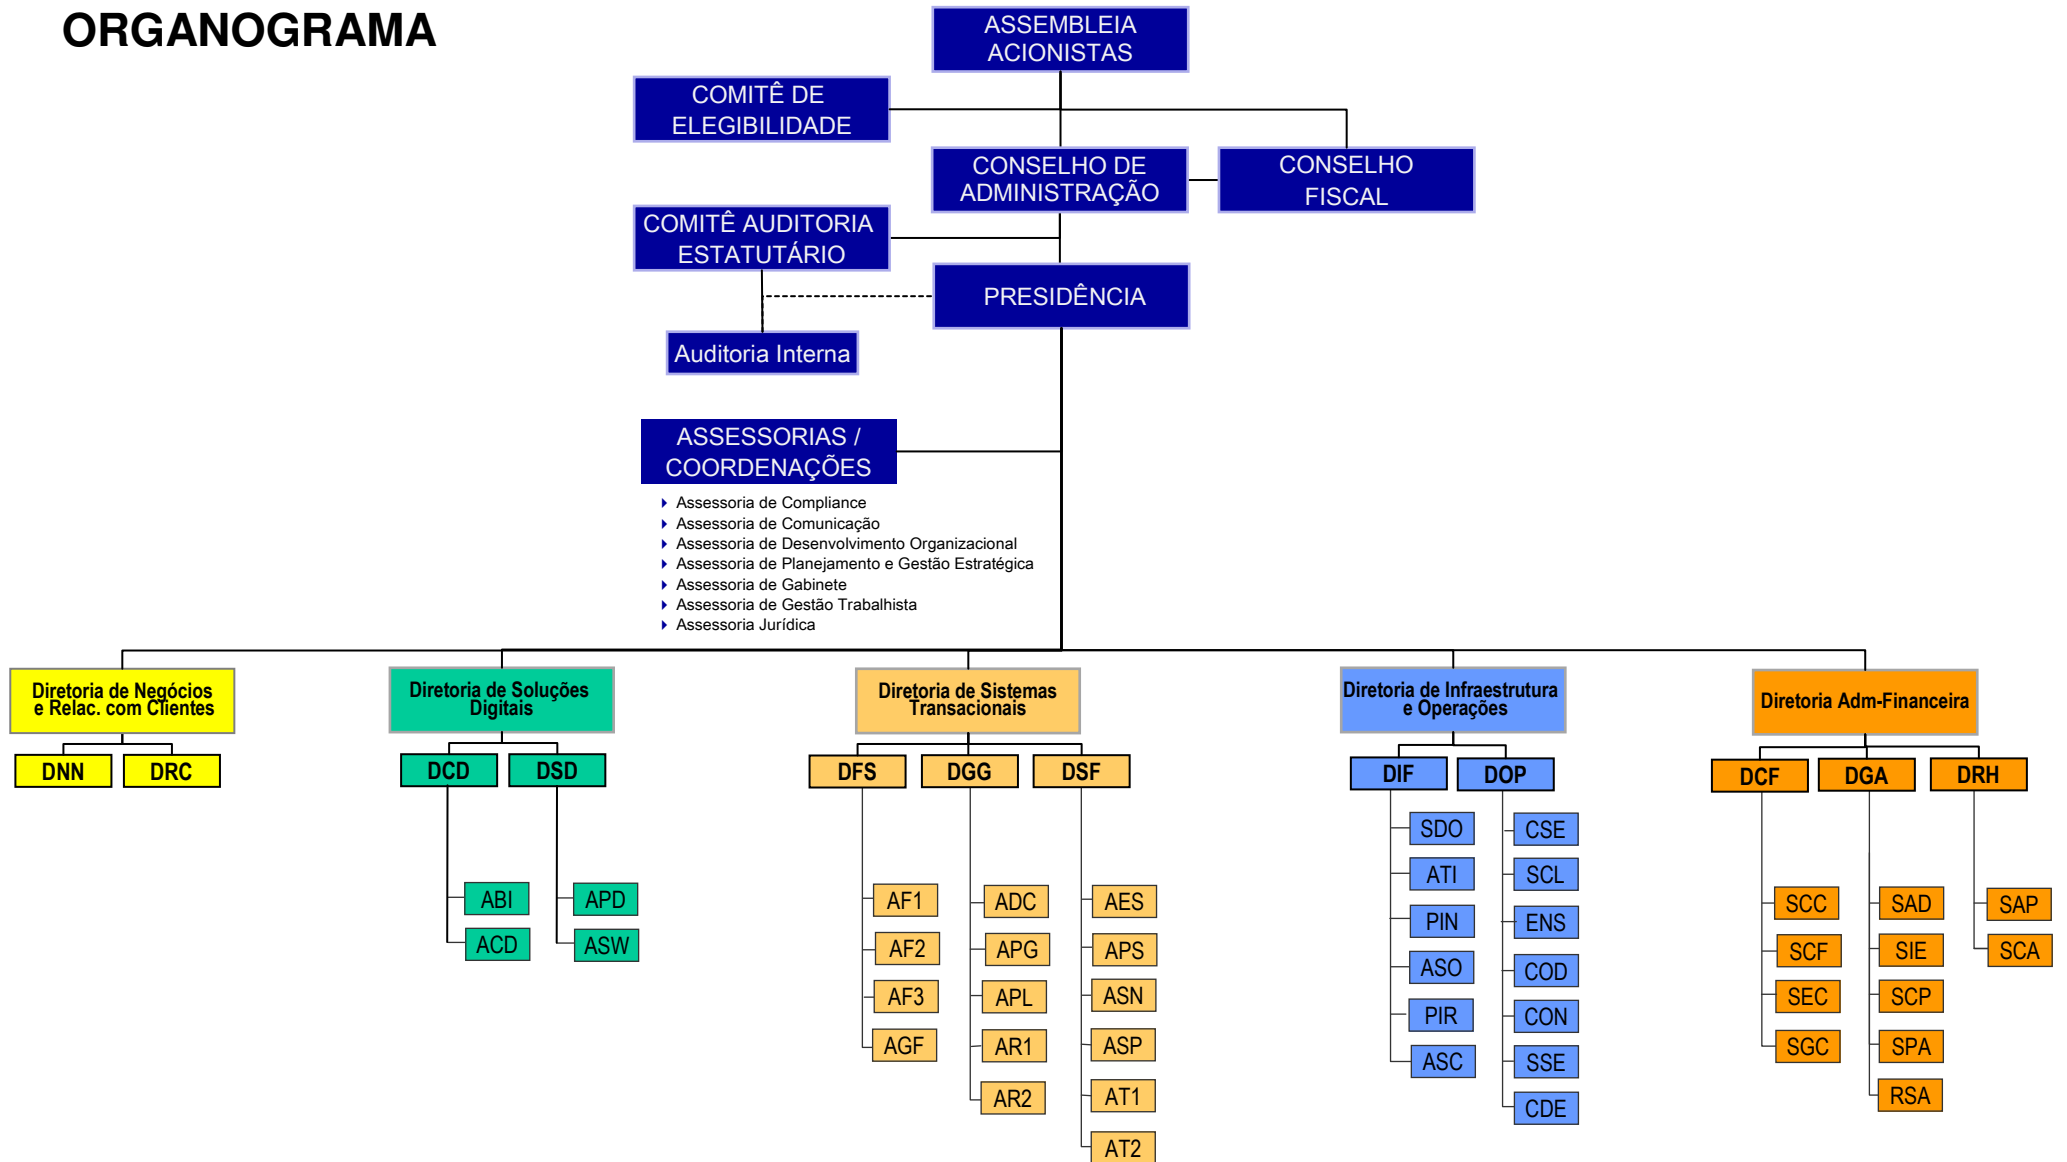 ORGANOGRAMA
ASSEMBLEIA
ACIONISTAS
COMITÊ DE
ELEGIBILIDADE
CONSELHO DE
ADMINISTRAÇÃO
CONSELHO
FISCAL
COMITÊ AUDITORIA
ESTATUTÁRIO
PRESIDÊNCIA
Auditoria Interna
ASSESSORIAS /
COORDENAÇÕES
Assessoria de Compliance
Assessoria de Comunicação
Assessoria de Desenvolvimento Organizacional
Assessoria de Planejamento e Gestão Estratégica
Assessoria de Gabinete
Assessoria de Gestão Trabalhista
Assessoria Jurídica
Diretoria de Negócios
e Relac. com Clientes
DNN
DRC
Diretoria de Soluções
Digitais
DCD
DSD
ABI
ACD
APD
ASW
Diretoria de Sistemas
Transacionais
DFS
DGG
DSF
AF1
AF2
AF3
AGF
ADC
APG
APL
AR1
AR2
AES
APS
ASN
ASP
AT1
AT2
Diretoria de Infraestrutura
e Operações
DIF
DOP
SDO
ATI
PIN
ASO
PIR
ASC
CSE
SCL
ENS
COD
CON
SSE
CDE
Diretoria Adm-Financeira
DCF
DGA
DRH
SCC
SCF
SEC
SGC
SAD
SIE
SCP
SPA
RSA
SAP
SCA